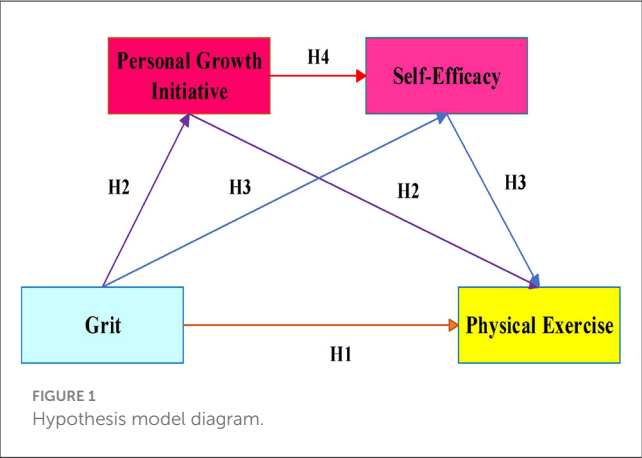 Personal Growth
Initiative
H4
Self-Efficacy
H2
H3
H2
H3
Grit
H1
Physical Exercise
FIGURE 1
Hypothesis model diagram.